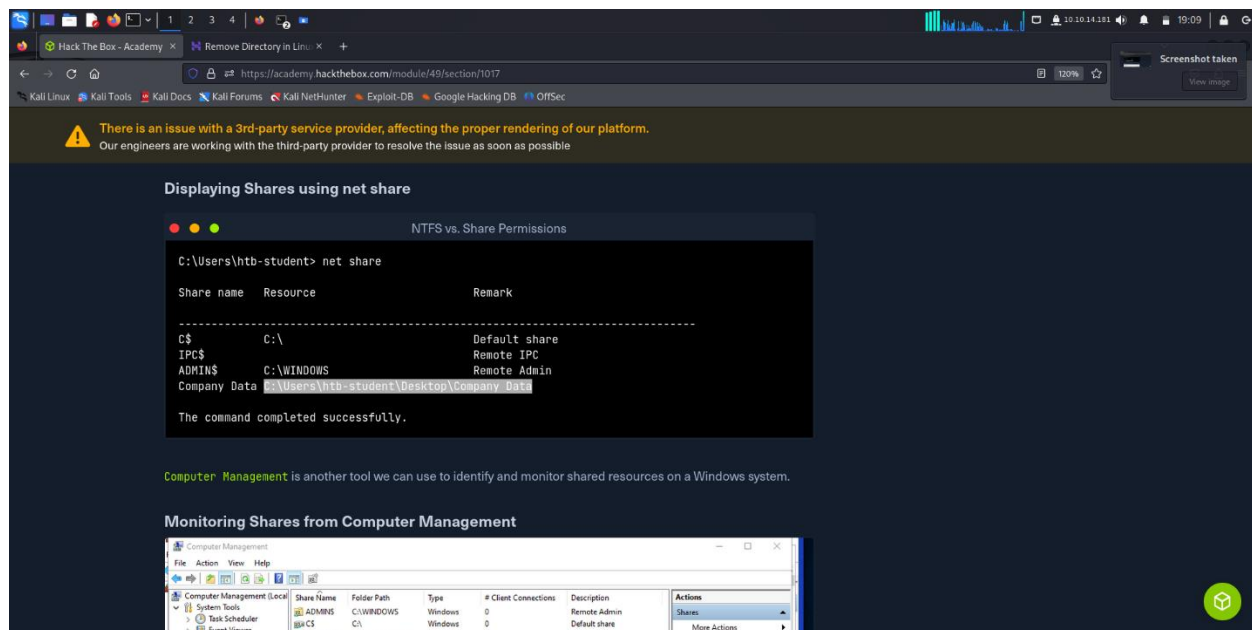 1 2 3 4
10.10.14.181 19:09
Hack The Box - Academy × Remove Directory in Linu × +
Screenshot taken
View image
https://academy.hackthebox.com/module/49/section/1017 120%
Kali Linux Kali Tools Kali Docs Kali Forums Kali NetHunter Exploit-DB Google Hacking DB OffSec
There is an issue with a 3rd-party service provider, affecting the proper rendering of our platform.
Our engineers are working with the third-party provider to resolve the issue as soon as possible
Displaying Shares using net share
NTFS vs. Share Permissions
C:\Users\htb-student> net share
Share name Resource Remark
-------------------------------------------------------------------------------
C$ C:\ Default share
IPC$ Remote IPC
ADMIN$ C:\WINDOWS Remote Admin
Company Data C:\Users\htb-student\Desktop\Company Data
The command completed successfully.
Computer Management is another tool we can use to identify and monitor shared resources on a Windows system.
Monitoring Shares from Computer Management
Computer Management
File Action View Help
Computer Management (Local Share Name Folder Path Type # Client Connections Description Actions
System Tools ADMIN$ C:\WINDOWS Windows 0 Remote Admin Shares
Task Scheduler C$ C:\ Windows 0 Default share More Actions
Event Viewer